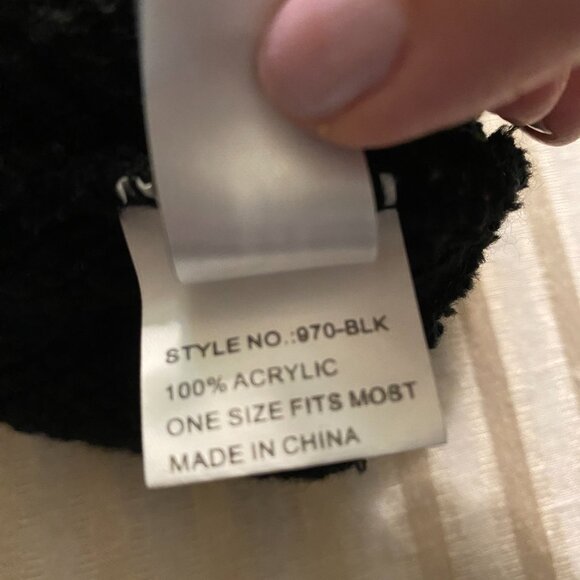 STYLE NO.:970-BLK
100% ACRYLIC
ONE SIZE FITS MOST
MADE IN CHINA